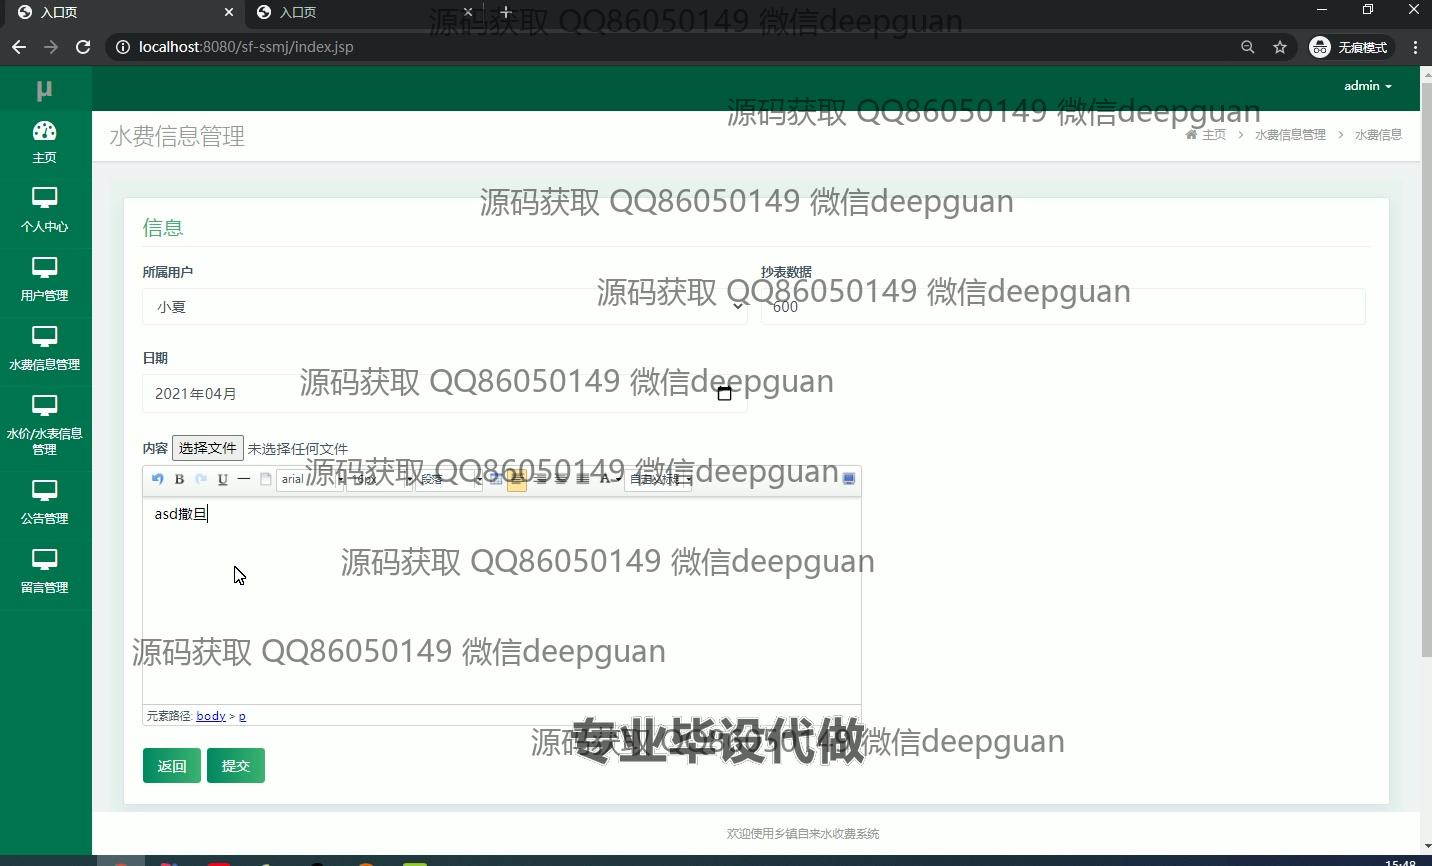 入口页
入口页
源码获取 QQ86050149 微信deepguan
localhost:8080/sf-ssmj/index.jsp
无痕模式
μ
admin
源码获取 QQ86050149 微信deepguan
水费信息管理
主页 > 水费信息管理 > 水费信息
主页
个人中心
用户管理
水费信息管理
水价/水表信息
管理
公告管理
留言管理
源码获取 QQ86050149 微信deepguan
信息
所属用户
抄表数据
小夏
600
源码获取 QQ86050149 微信deepguan
日期
2021年04月
源码获取 QQ86050149 微信deepguan
内容 选择文件 未选择任何文件
源码获取 QQ86050149 微信deepguan
B U arial 16px 段落 A 自定义标题
asd撒旦
源码获取 QQ86050149 微信deepguan
源码获取 QQ86050149 微信deepguan
元素路径: body > p
源码获取 QQ86050149 微信deepguan
专业毕设代做
返回 提交
欢迎使用乡镇自来水收费系统
15:48